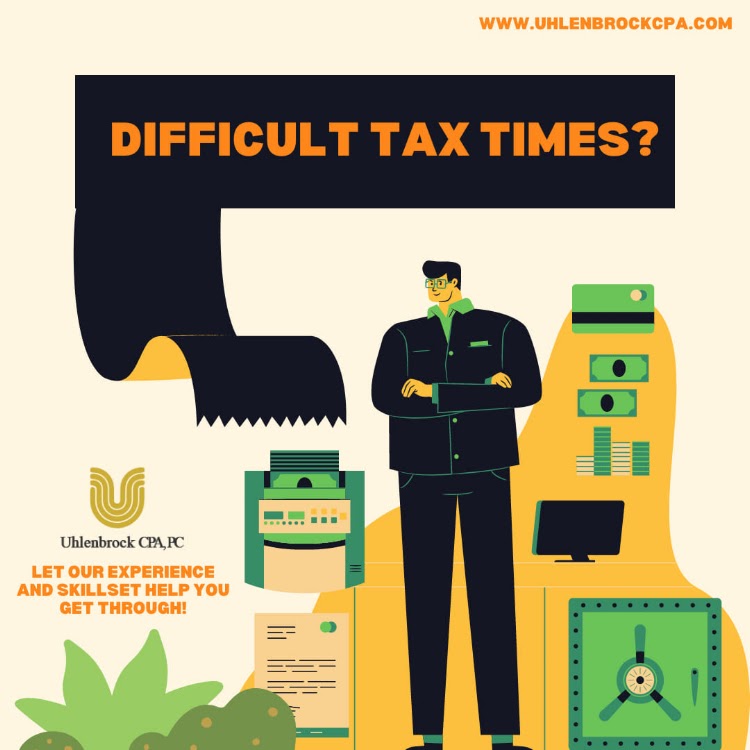 WWW.UHLENBROCKCPA.COM
DIFFICULT TAX TIMES?
Uhlenbrock CPA, PC
LET OUR EXPERIENCE
AND SKILLSET HELP YOU
GET THROUGH!